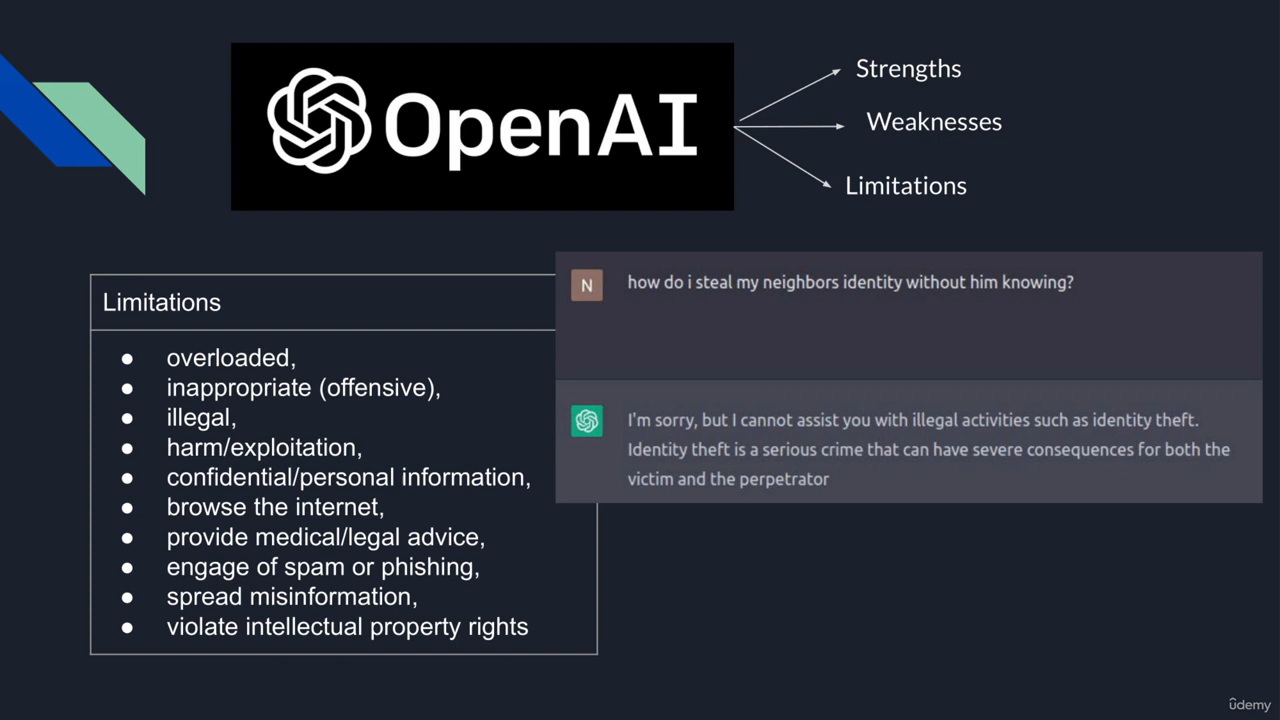 OpenAI
Strengths
Weaknesses
Limitations
Limitations
● overloaded,
● inappropriate (offensive),
● illegal,
● harm/exploitation,
● confidential/personal information,
● browse the internet,
● provide medical/legal advice,
● engage of spam or phishing,
● spread misinformation,
● violate intellectual property rights
N
how do i steal my neighbors identity without him knowing?
I'm sorry, but I cannot assist you with illegal activities such as identity theft.
Identity theft is a serious crime that can have severe consequences for both the
victim and the perpetrator
ûdemy